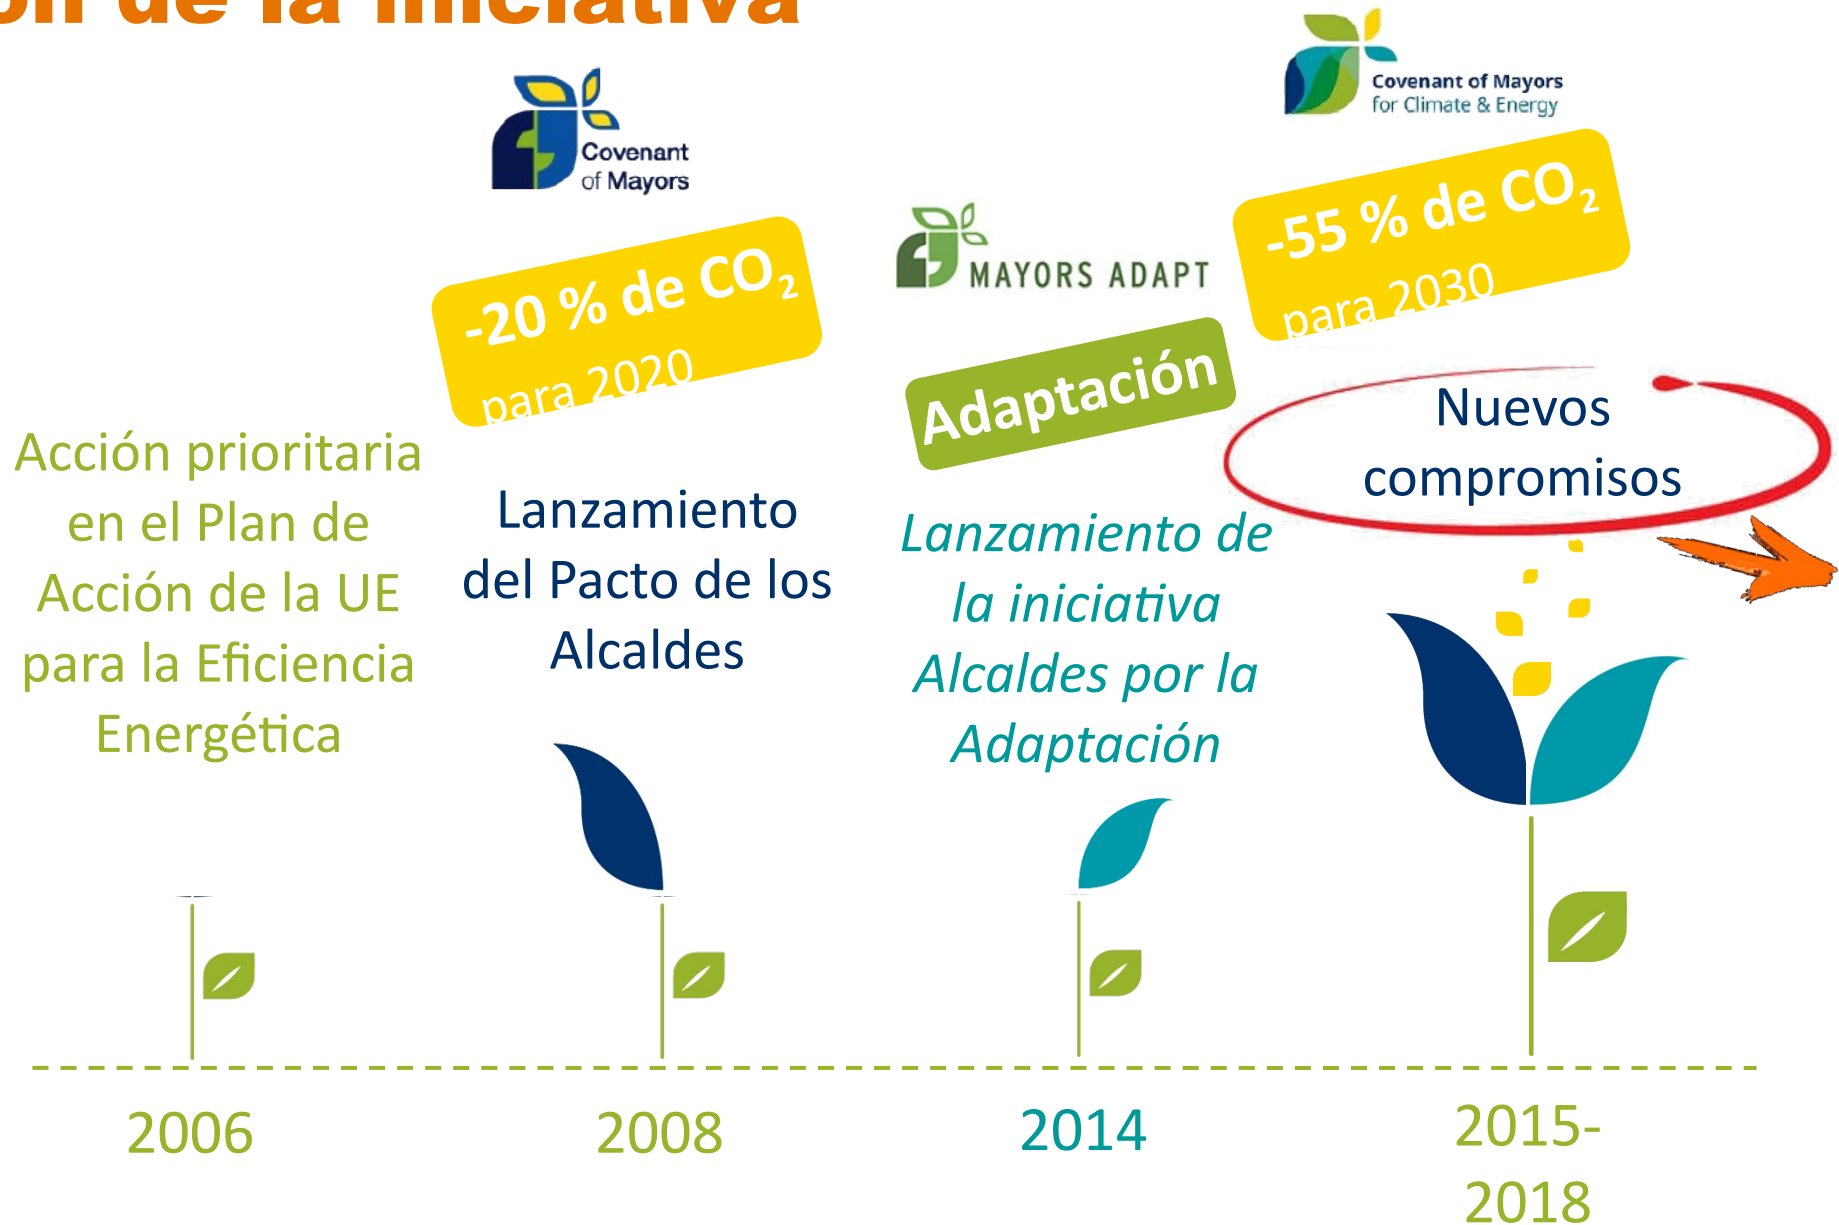 de la iniciativa
Covenant
of Mayors
-20 % de CO₂
para 2020
Acción prioritaria
en el Plan de
Acción de la UE
para la Eficiencia
Energética
Lanzamiento
del Pacto de los
Alcaldes
MAYORS ADAPT
Adaptación
Lanzamiento de
la iniciativa
Alcaldes por la
Adaptación
Covenant of Mayors
for Climate & Energy
-55 % de CO₂
para 2030
Nuevos
compromisos
2006
2008
2014
2015-
2018